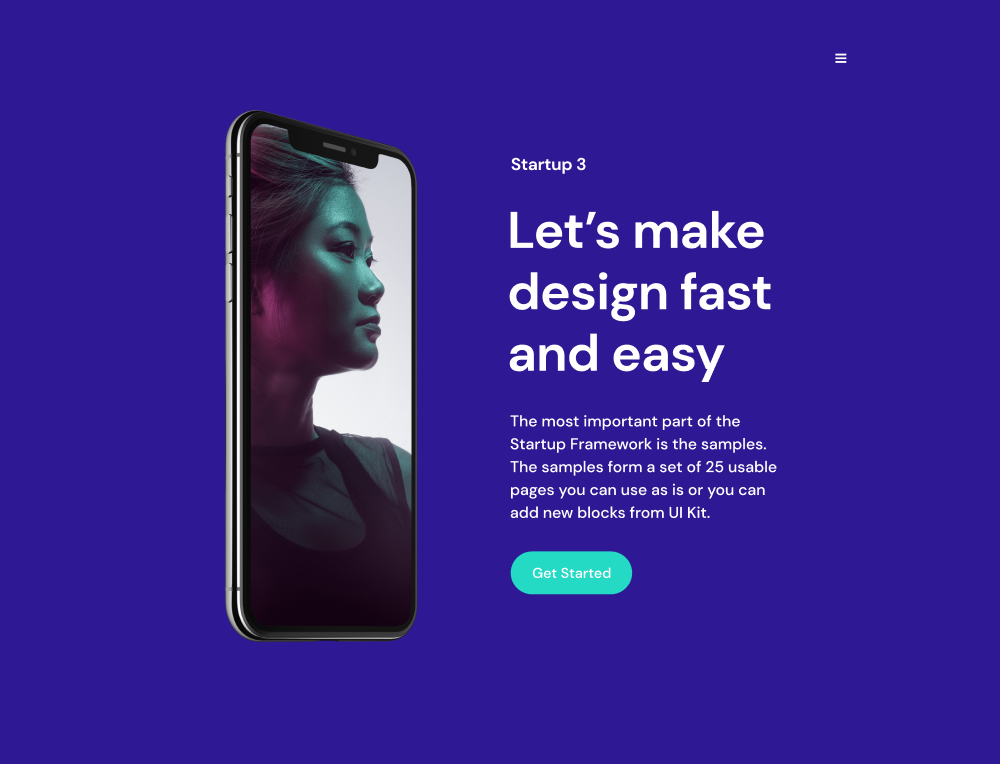 Startup 3
Let’s make
design fast
and easy
The most important part of the
Startup Framework is the samples.
The samples form a set of 25 usable
pages you can use as is or you can
add new blocks from UI Kit.
Get Started